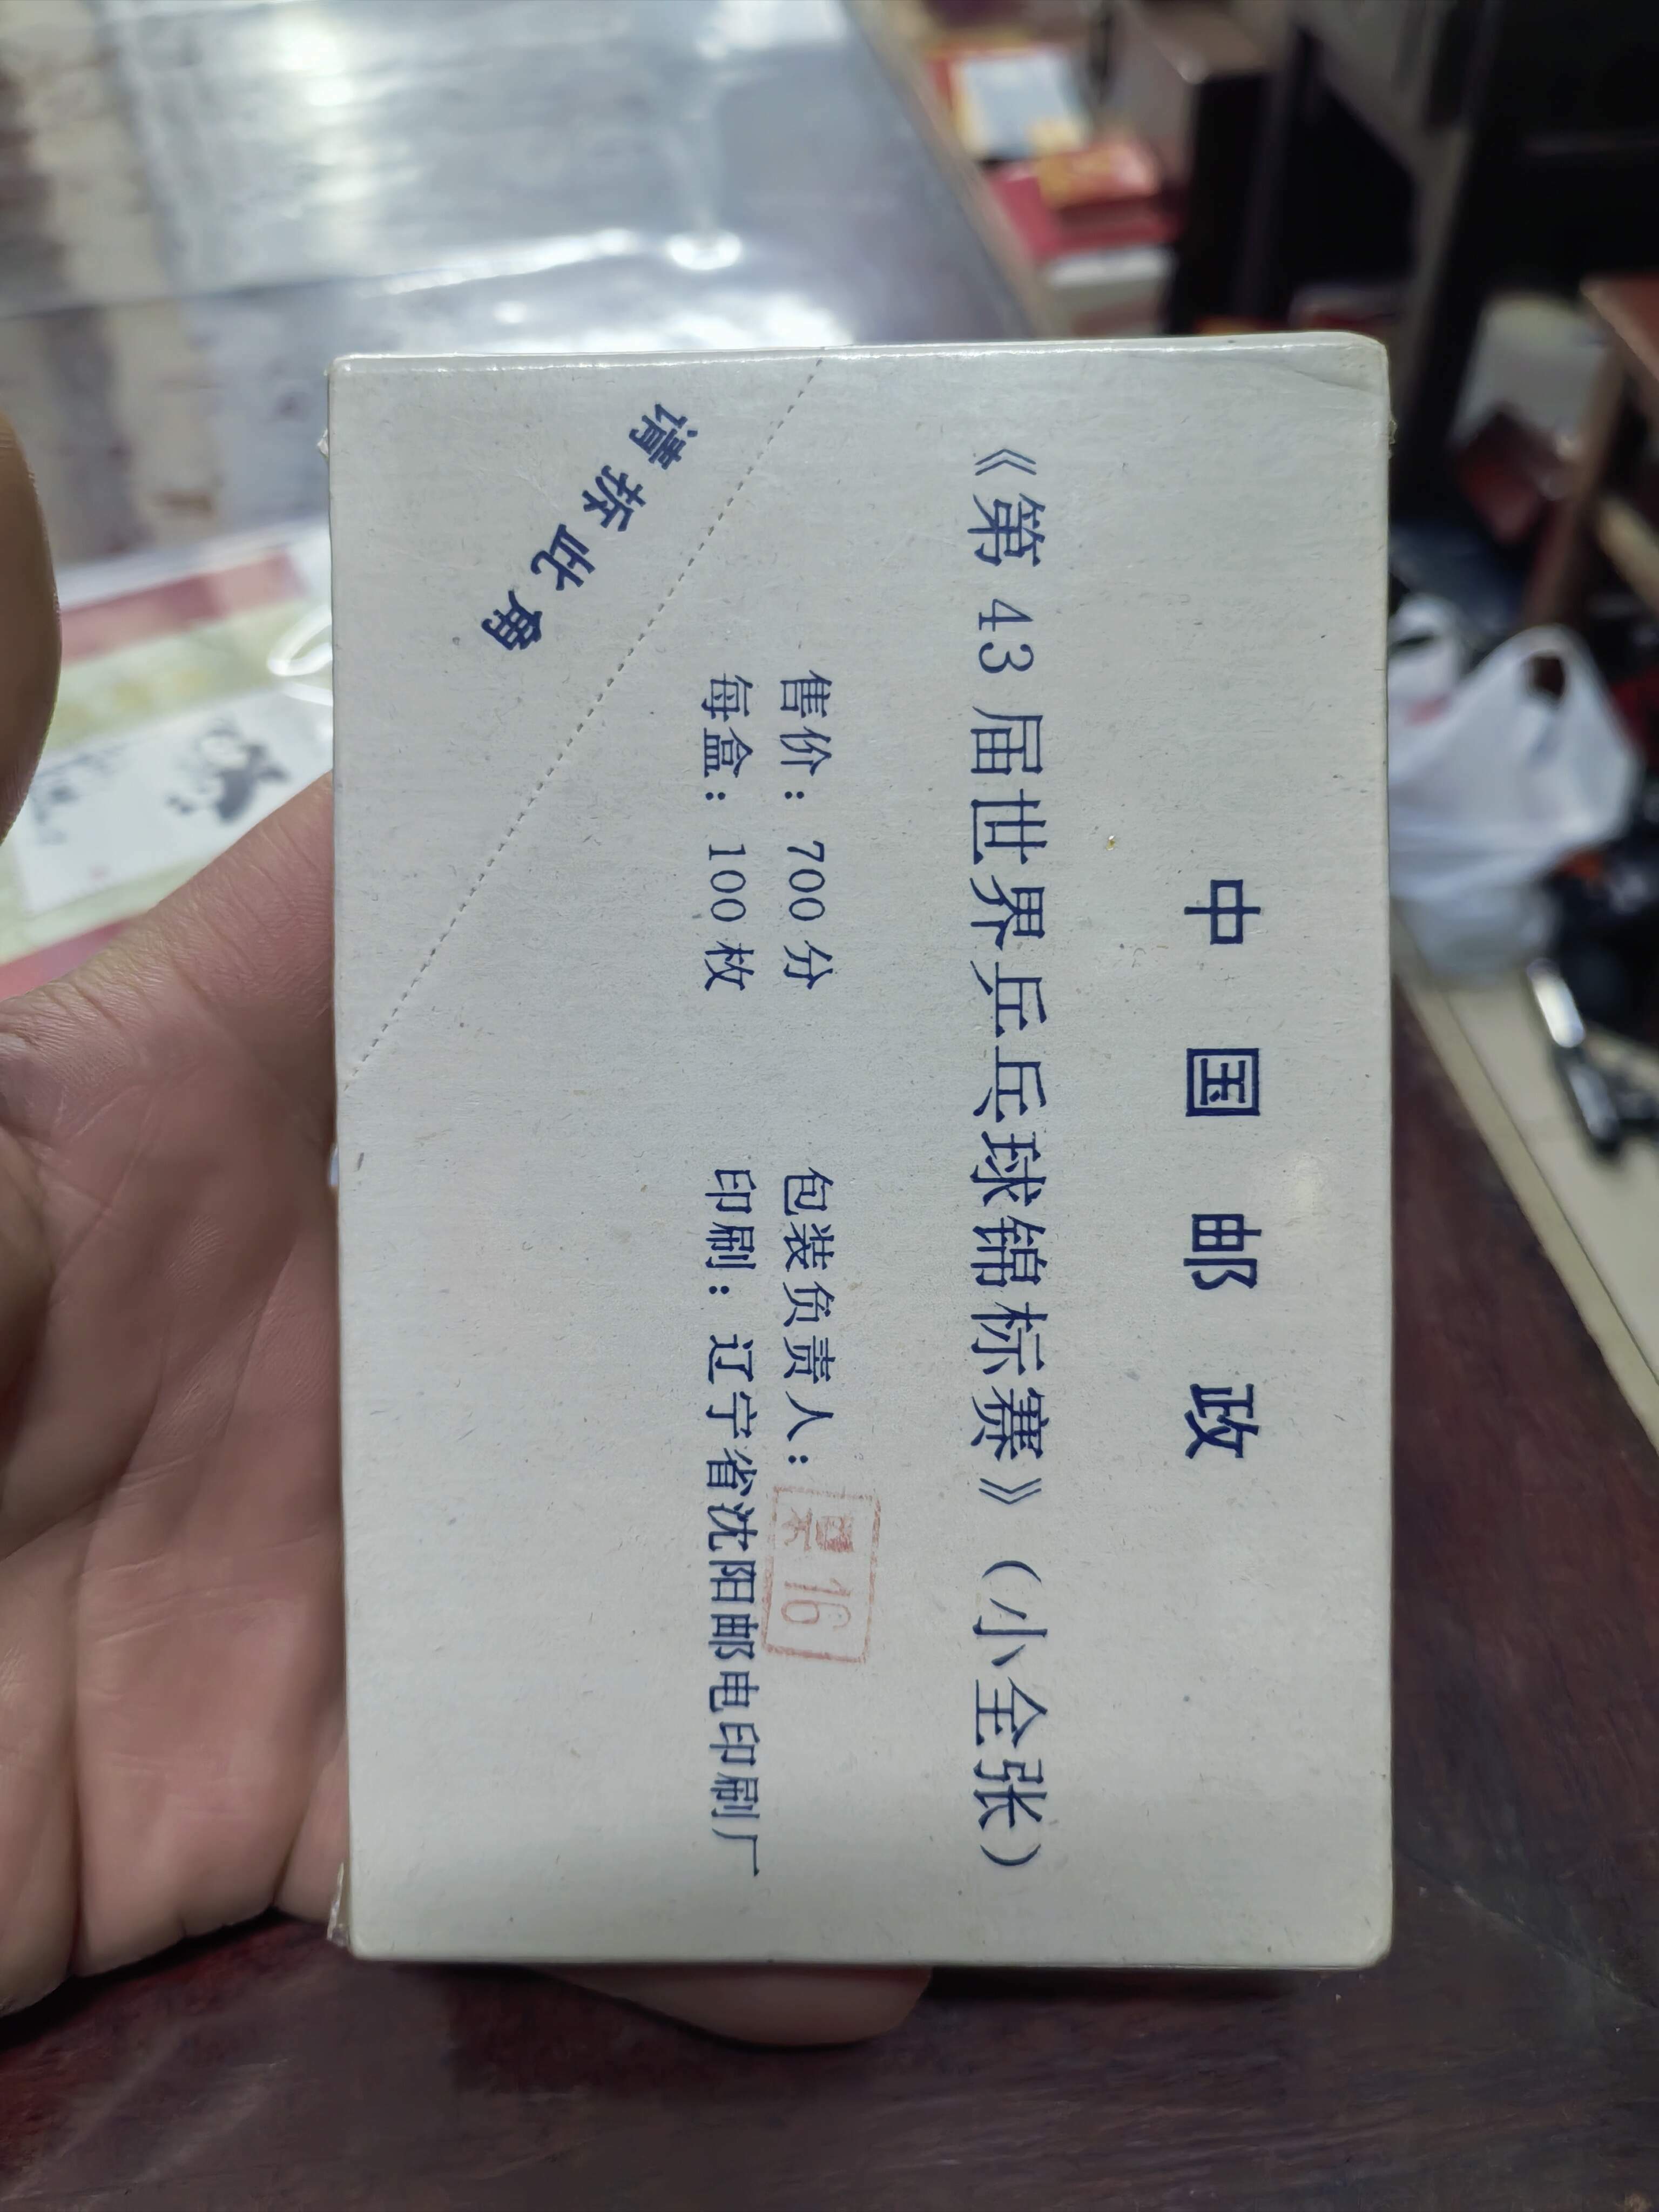 中国邮政
《第43届世界乒乓球锦标赛》(小全张)
售价：700分 包装负责人：
16
每盒：100枚 印刷：辽宁省沈阳邮电印刷厂
请拆此角